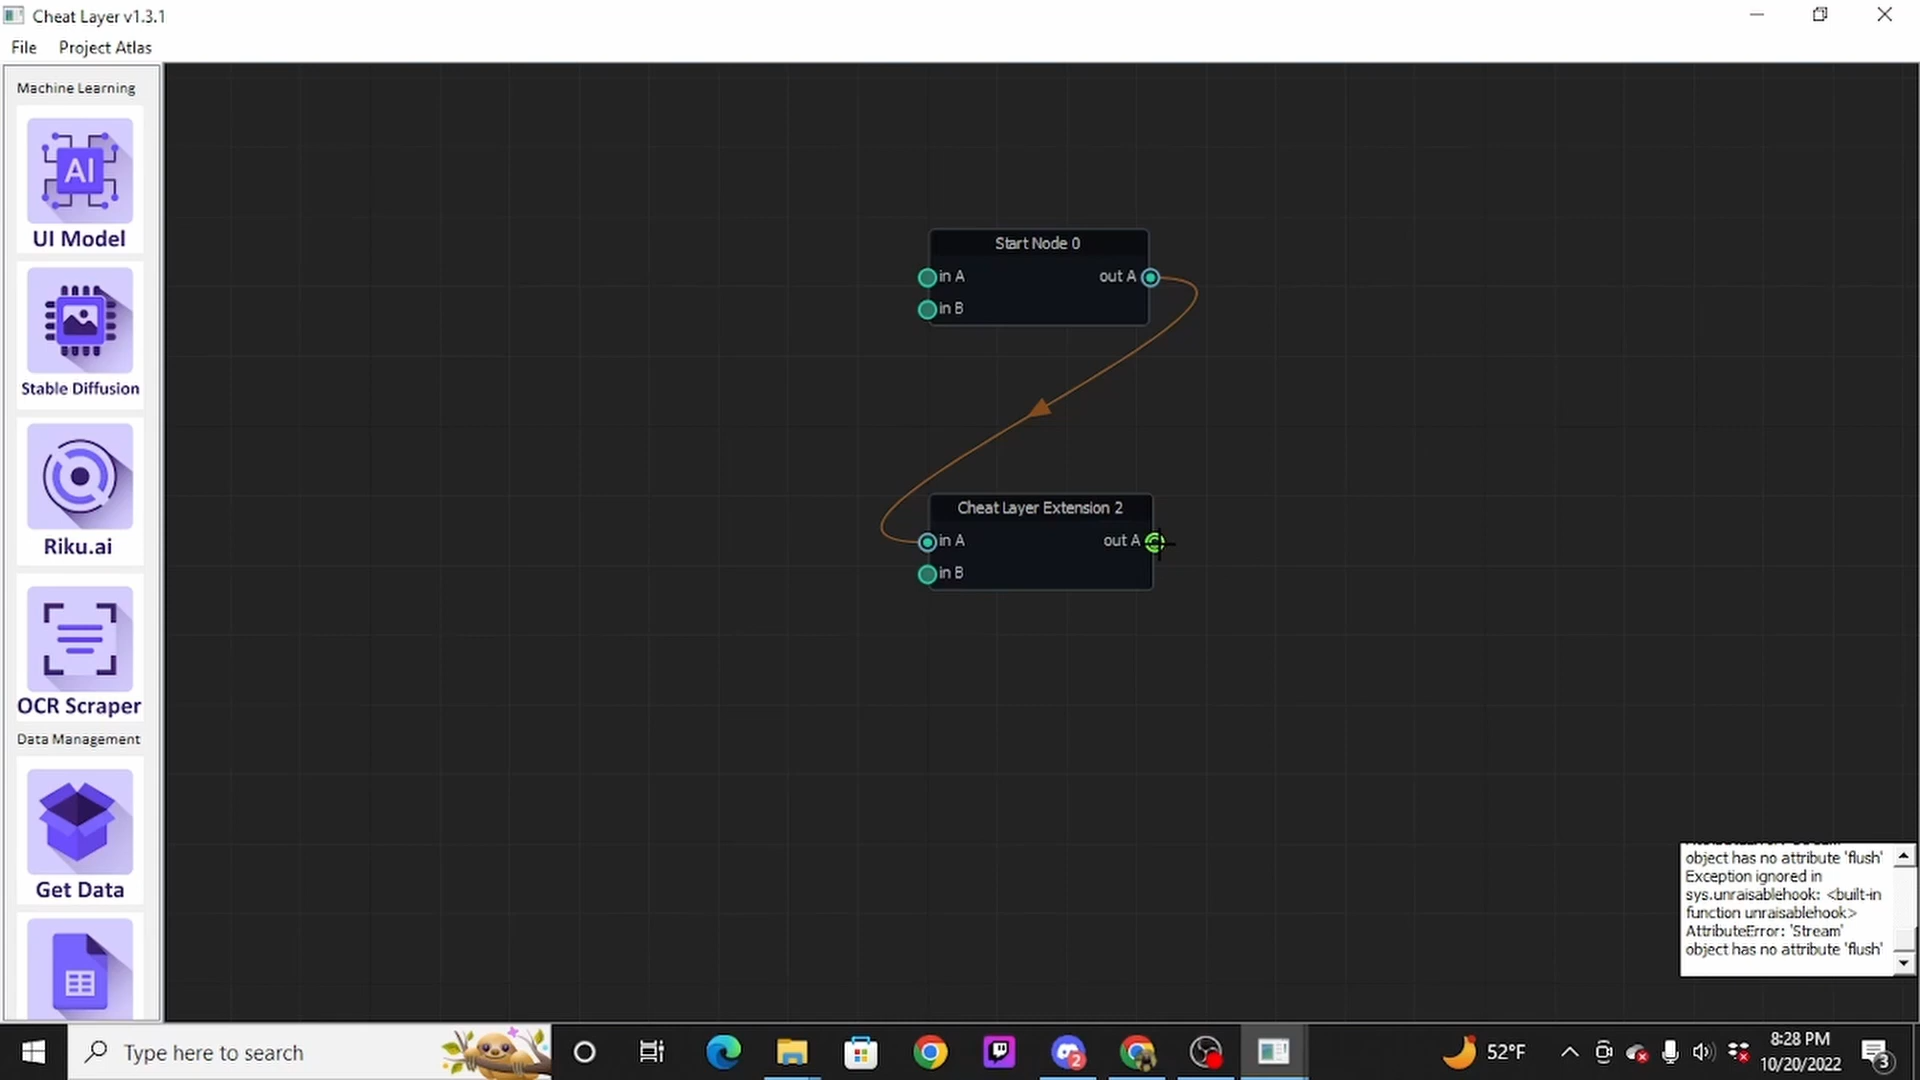 Cheat Layer v1.3.1
File Project Atlas
Machine Learning
AI
UI Model
Stable Diffusion
Riku.ai
OCR Scraper
Data Management
Get Data
Start Node 0
in A out A
in B
Cheat Layer Extension 2
in A out A
in B
object has no attribute 'flush'
Exception ignored in
sys.unraisablehook: <built-in
function unraisablehook>
AttributeError: 'Stream'
object has no attribute 'flush'
Type here to search
2
52°F
8:28 PM
10/20/2022
3